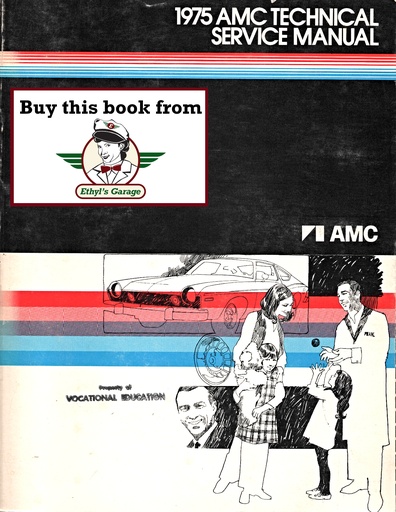 1975 AMC TECHNICAL
SERVICE MANUAL
Buy this book from
Ethyl's Garage
AMC
Property of
VOCATIONAL EDUCATION